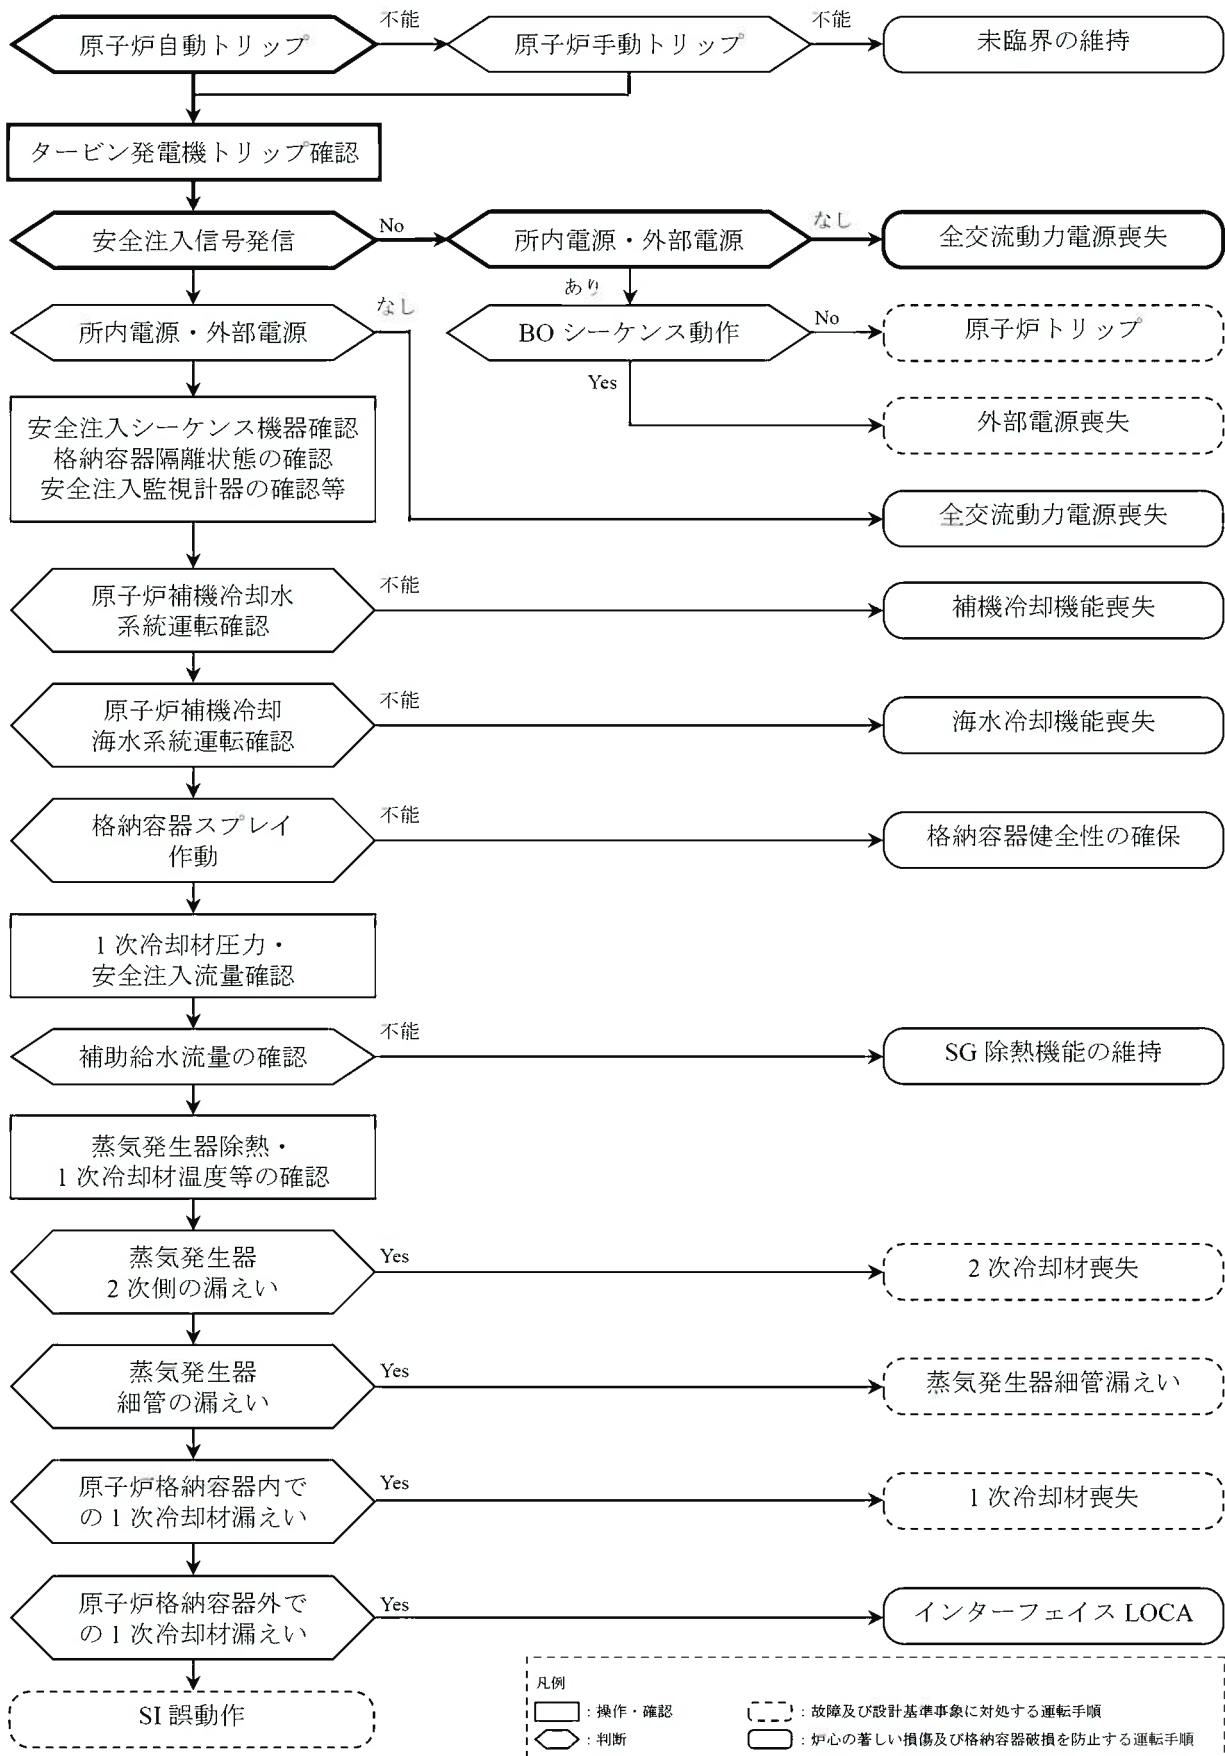 原子炉自動トリップ
不能
原子炉手動トリップ
不能
未臨界の維持
タービン発電機トリップ確認
安全注入信号発信
No
所内電源・外部電源
なし
全交流動力電源喪失
あり
所内電源・外部電源
なし
BO シーケンス動作
No
原子炉トリップ
Yes
外部電源喪失
安全注入シーケンス機器確認
格納容器隔離状態の確認
安全注入監視計器の確認等
全交流動力電源喪失
原子炉補機冷却水
系統運転確認
不能
補機冷却機能喪失
原子炉補機冷却
海水系統運転確認
不能
海水冷却機能喪失
格納容器スプレイ
作動
不能
格納容器健全性の確保
1 次冷却材圧力・
安全注入流量確認
補助給水流量の確認
不能
SG 除熱機能の維持
蒸気発生器除熱・
1 次冷却材温度等の確認
蒸気発生器
2 次側の漏えい
Yes
2 次冷却材喪失
蒸気発生器
細管の漏えい
Yes
蒸気発生器細管漏えい
原子炉格納容器内で
の 1 次冷却材漏えい
Yes
1 次冷却材喪失
原子炉格納容器外で
の 1 次冷却材漏えい
Yes
インターフェイス LOCA
SI 誤動作
凡例
：操作・確認
：故障及び設計基準事象に対処する運転手順
：判断
：炉心の著しい損傷及び格納容器破損を防止する運転手順